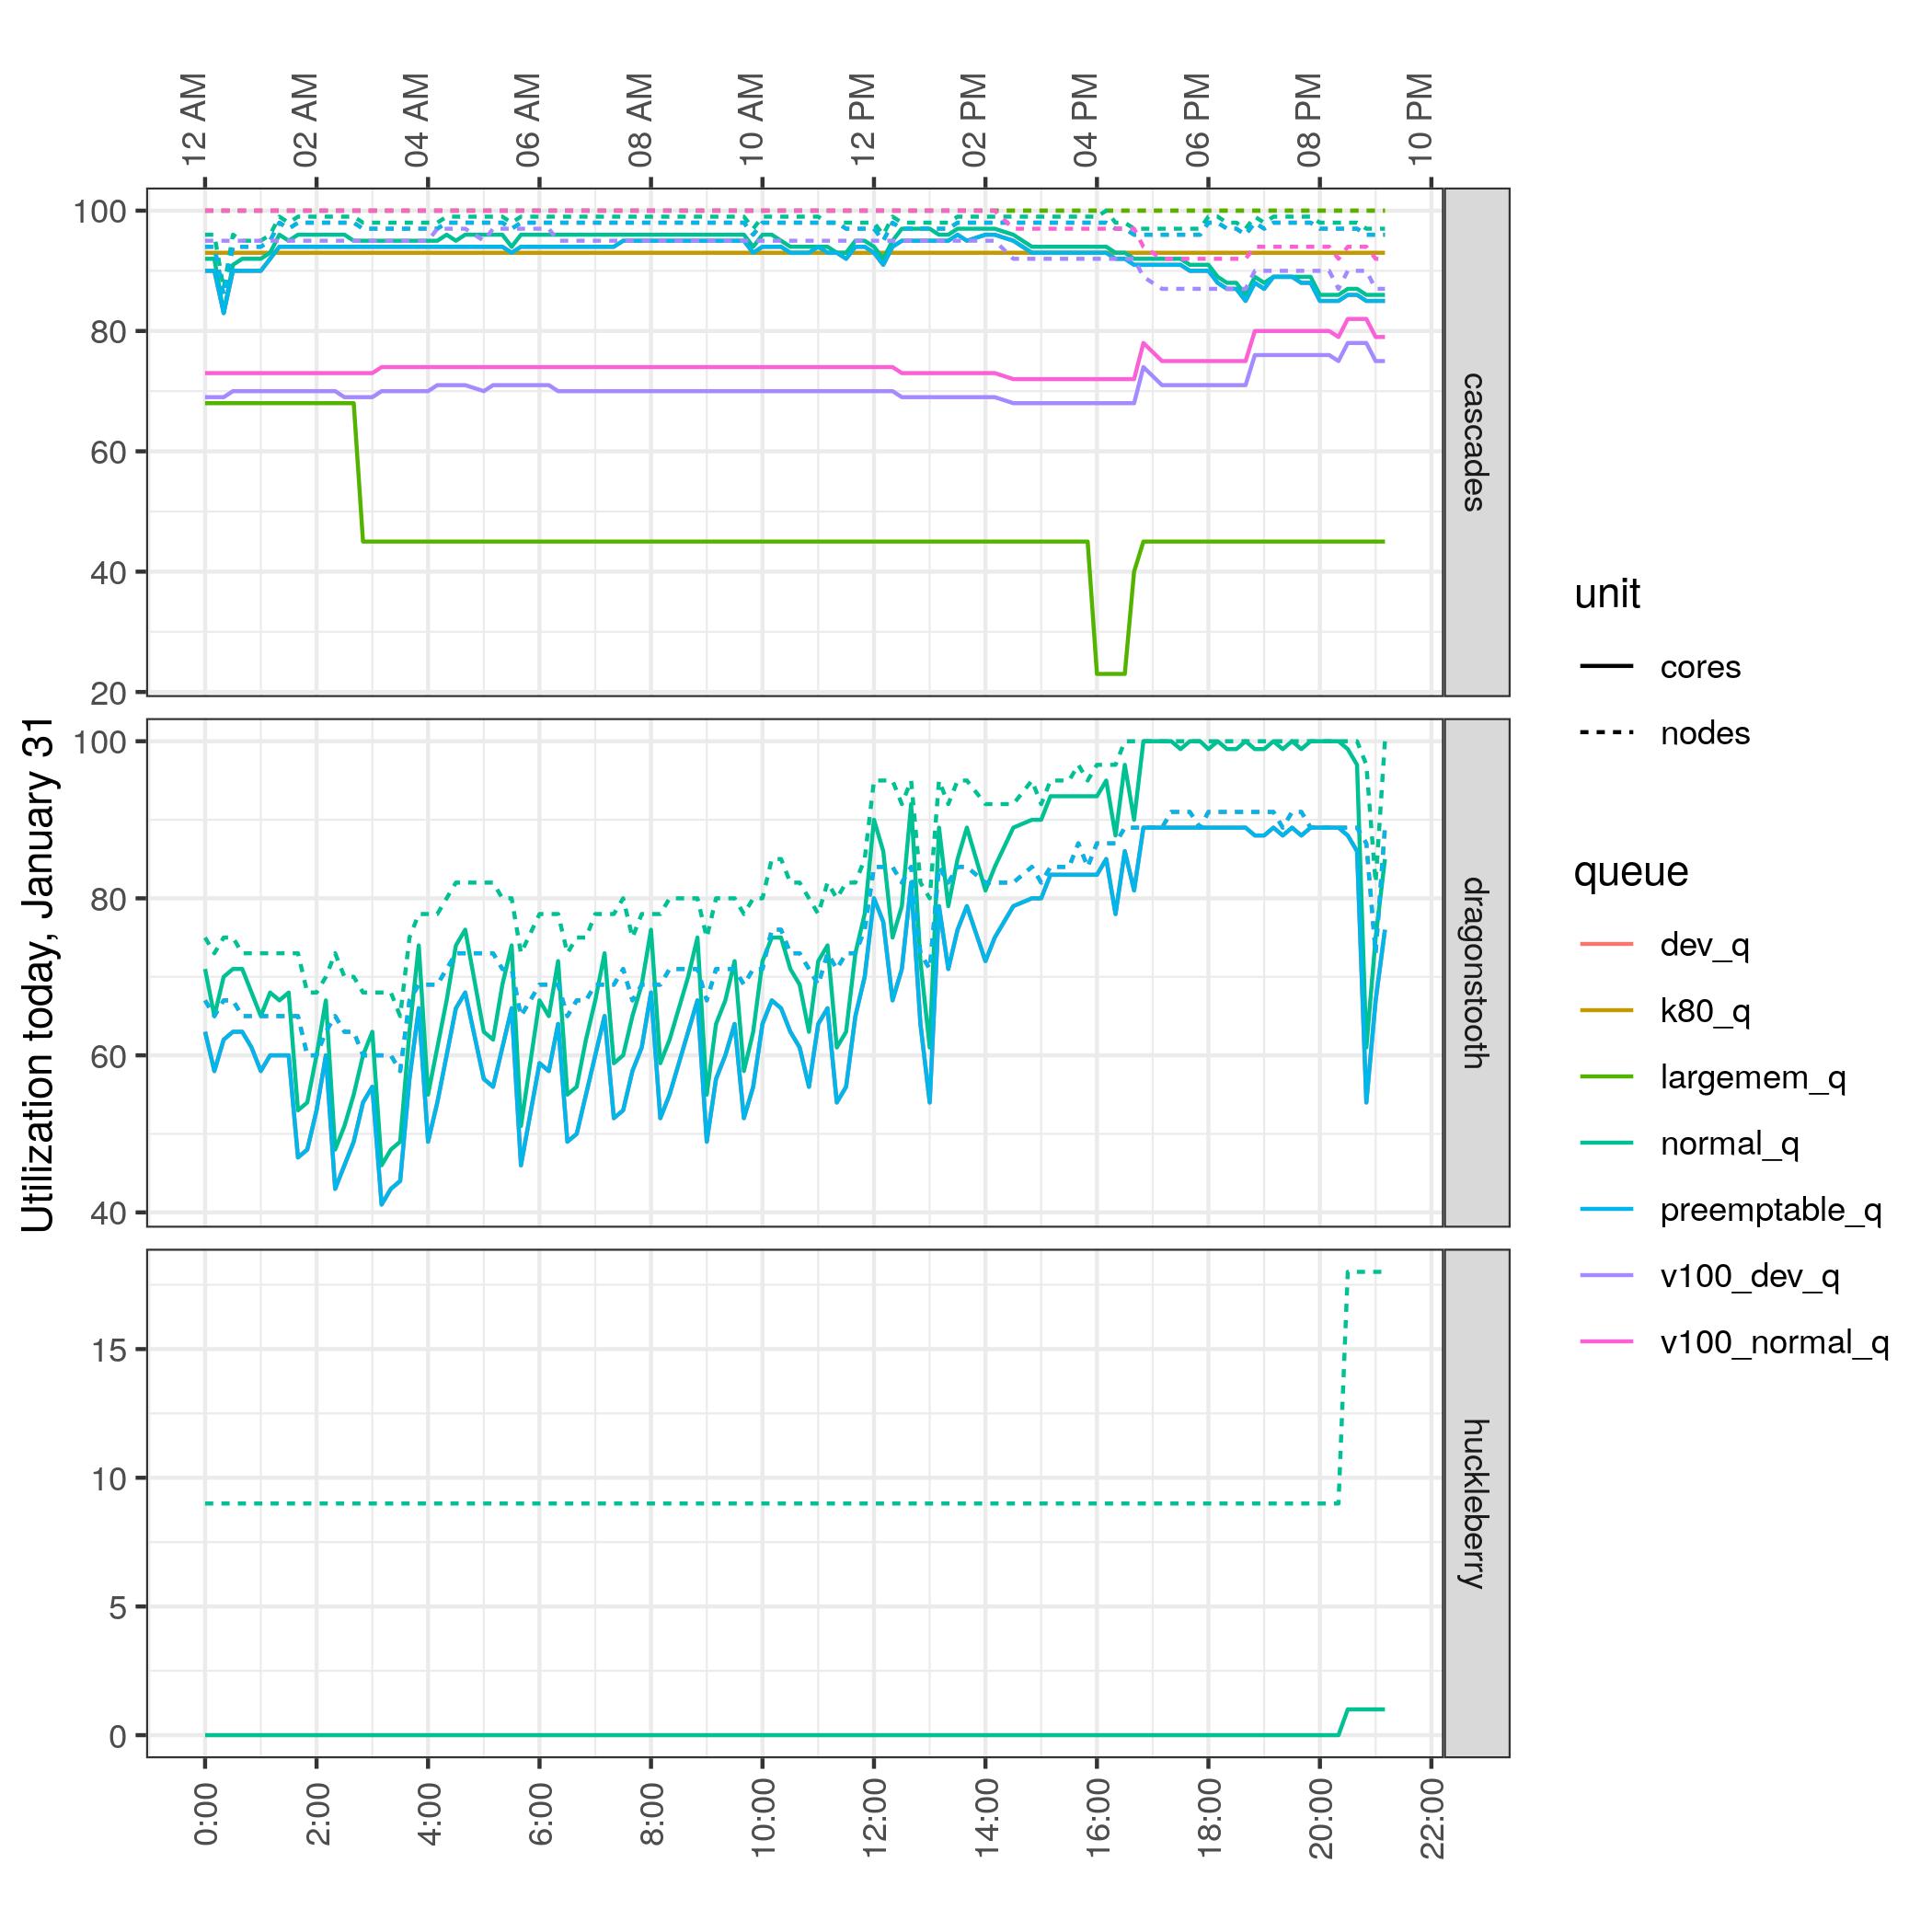 12 AM
02 AM
04 AM
06 AM
08 AM
10 AM
12 PM
02 PM
04 PM
06 PM
08 PM
10 PM
Utilization today, January 31
100
80
60
40
20
cascades
100
80
60
40
dragonstooth
15
10
5
0
huckleberry
0:00
2:00
4:00
6:00
8:00
10:00
12:00
14:00
16:00
18:00
20:00
22:00
unit
cores
nodes
queue
dev_q
k80_q
largemem_q
normal_q
preemptable_q
v100_dev_q
v100_normal_q